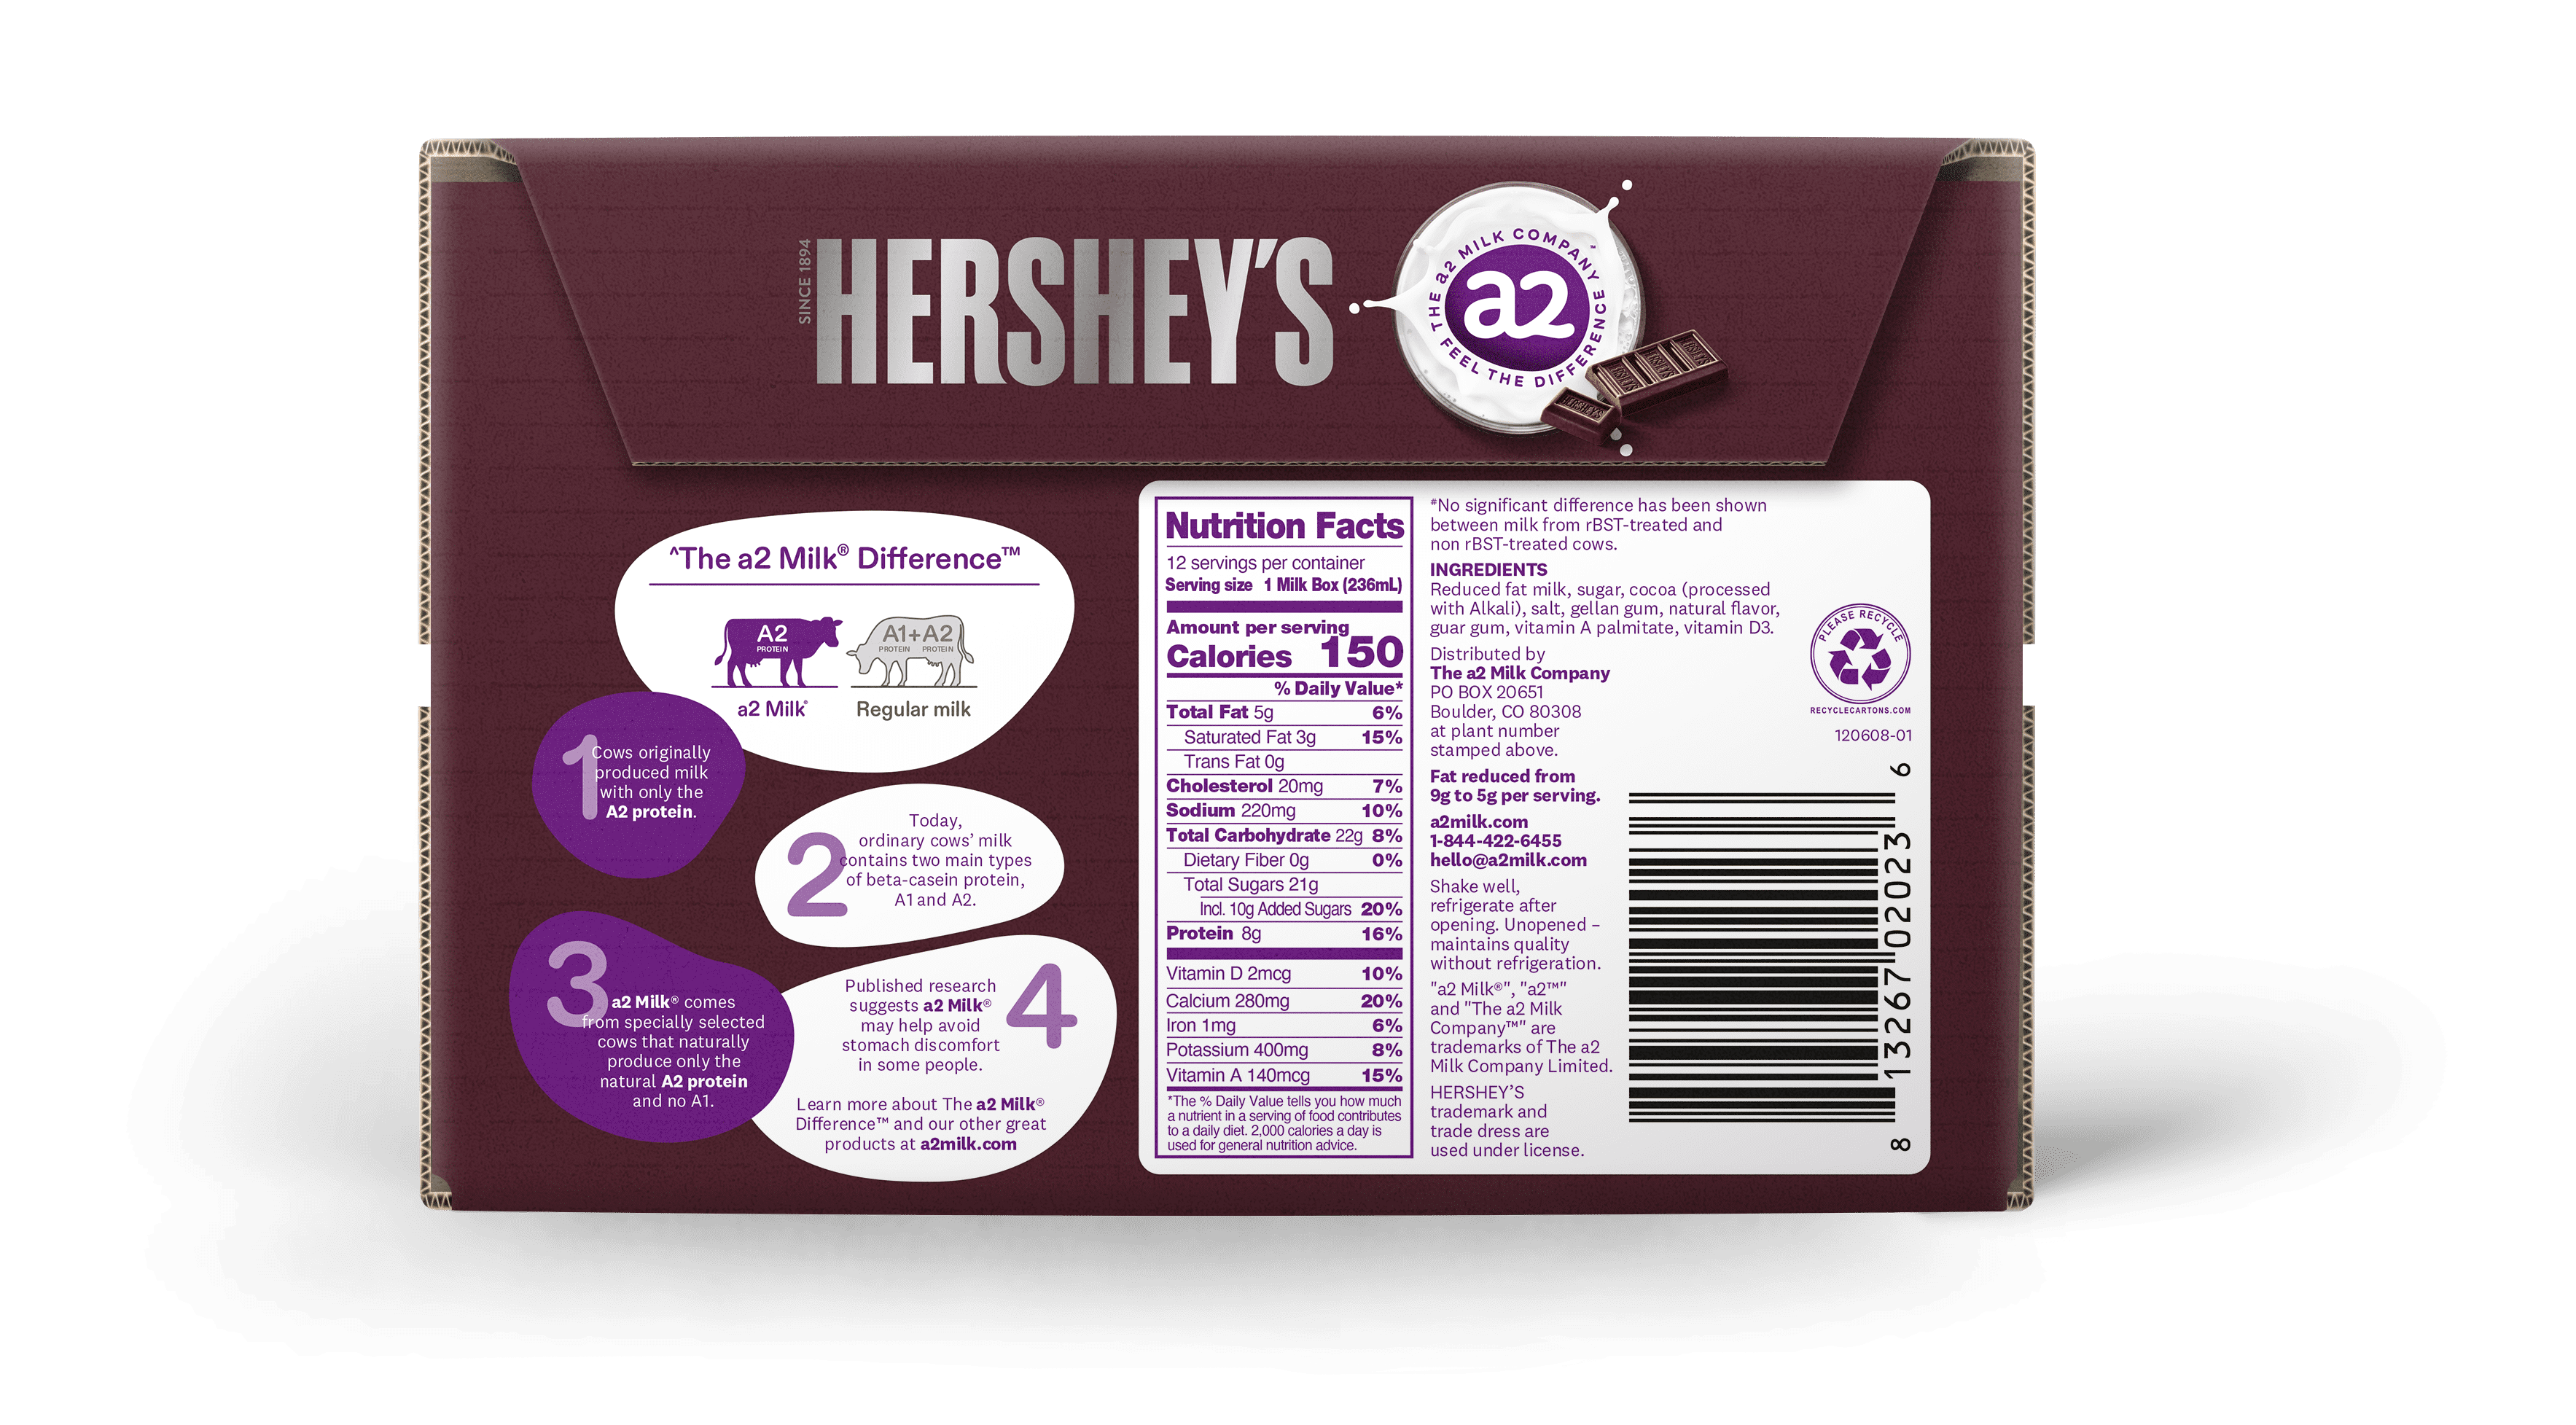 SINCE 1894
HERSHEY'S
THE a2 MILK COMPANY™
FEEL THE DIFFERENCE
a2
HERSHEY'S
^The a2 Milk® Difference™
A2
PROTEIN
A1+A2
PROTEIN PROTEIN
a2 Milk®
Regular milk
1
Cows originally
produced milk
with only the
A2 protein.
2
Today,
ordinary cows' milk
contains two main types
of beta-casein protein,
A1 and A2.
3
a2 Milk® comes
from specially selected
cows that naturally
produce only the
natural A2 protein
and no A1.
4
Published research
suggests a2 Milk®
may help avoid
stomach discomfort
in some people.
Learn more about The a2 Milk®
Difference™ and our other great
products at a2milk.com
Nutrition Facts
12 servings per container
Serving size 1 Milk Box (236mL)
Amount per serving
Calories 150
% Daily Value*
Total Fat 5g 6%
Saturated Fat 3g 15%
Trans Fat 0g
Cholesterol 20mg 7%
Sodium 220mg 10%
Total Carbohydrate 22g 8%
Dietary Fiber 0g 0%
Total Sugars 21g
Incl. 10g Added Sugars 20%
Protein 8g 16%
Vitamin D 2mcg 10%
Calcium 280mg 20%
Iron 1mg 6%
Potassium 400mg 8%
Vitamin A 140mcg 15%
*The % Daily Value tells you how much
a nutrient in a serving of food contributes
to a daily diet. 2,000 calories a day is
used for general nutrition advice.
#No significant difference has been shown
between milk from rBST-treated and
non rBST-treated cows.
INGREDIENTS
Reduced fat milk, sugar, cocoa (processed
with Alkali), salt, gellan gum, natural flavor,
guar gum, vitamin A palmitate, vitamin D3.
Distributed by
The a2 Milk Company
PO BOX 20651
Boulder, CO 80308
at plant number
stamped above.
Fat reduced from
9g to 5g per serving.
a2milk.com
1-844-422-6455
hello@a2milk.com
Shake well,
refrigerate after
opening. Unopened –
maintains quality
without refrigeration.
"a2 Milk®", "a2™"
and "The a2 Milk
Company™" are
trademarks of The a2
Milk Company Limited.
HERSHEY'S
trademark and
trade dress are
used under license.
PLEASE RECYCLE
RECYCLECARTONS.COM
120608-01
8 13267 02023 6